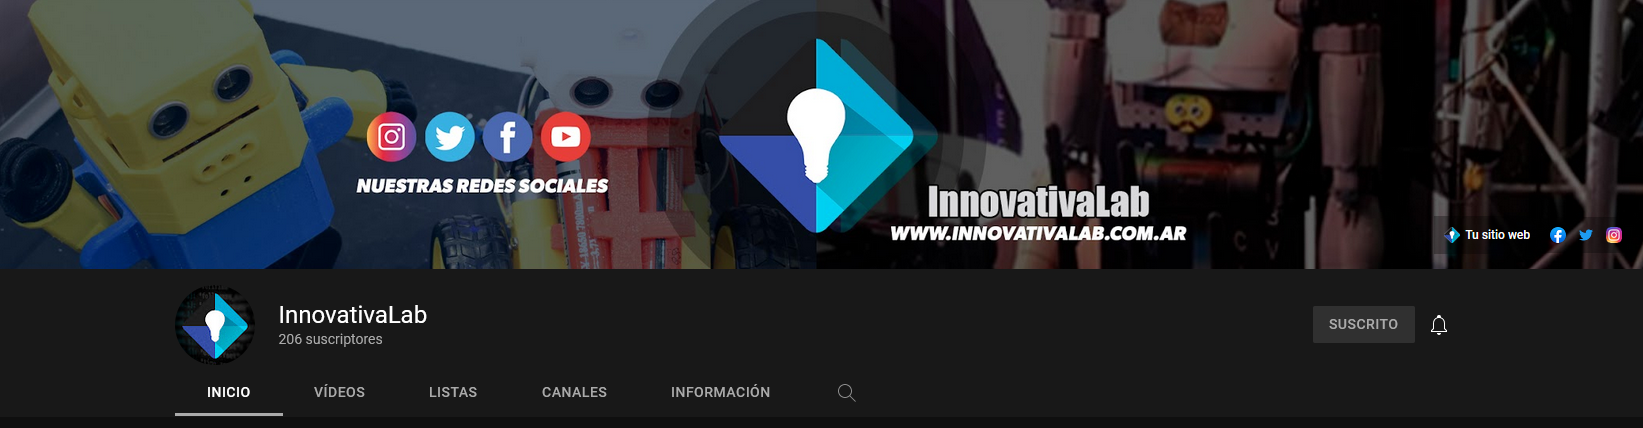 NUESTRAS REDES SOCIALES
InnovativaLab
WWW.INNOVATIVALAB.COM.AR
Tu sitio web
InnovativaLab
206 suscriptores
SUSCRITO
INICIO VÍDEOS LISTAS CANALES INFORMACIÓN